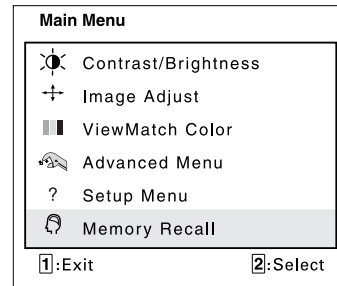 Main Menu
Contrast/Brightness
Image Adjust
ViewMatch Color
Advanced Menu
? Setup Menu
Memory Recall
1:Exit 2:Select